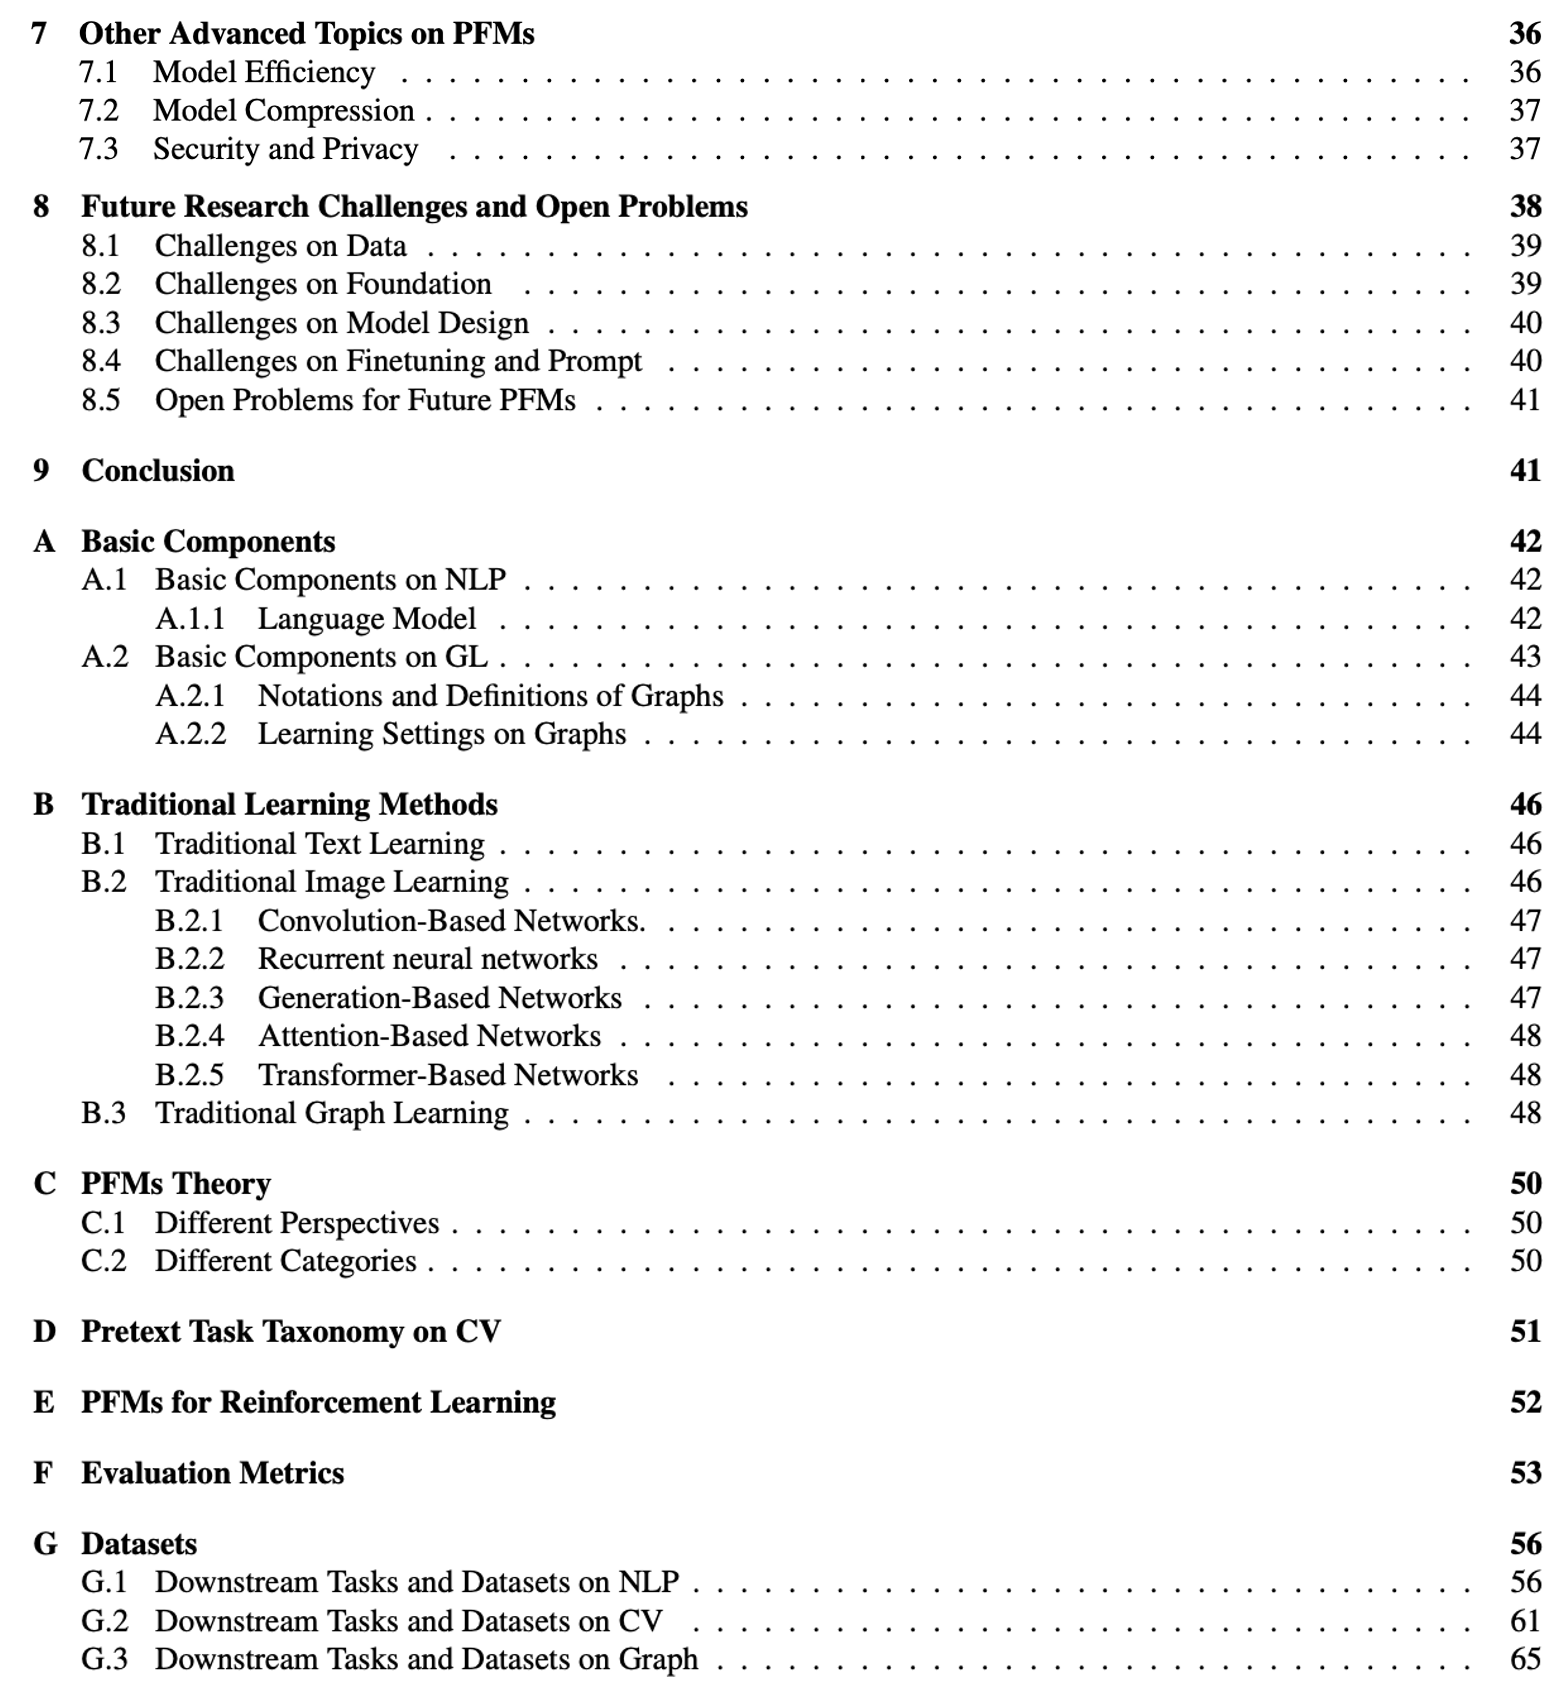 7 Other Advanced Topics on PFMs 36
7.1 Model Efficiency . . . . . . . . . . . . . . . . . . . . . . . . . . . . . . . . . . . . . . . . . . . . . 36
7.2 Model Compression . . . . . . . . . . . . . . . . . . . . . . . . . . . . . . . . . . . . . . . . . . . . 37
7.3 Security and Privacy . . . . . . . . . . . . . . . . . . . . . . . . . . . . . . . . . . . . . . . . . . . 37
8 Future Research Challenges and Open Problems 38
8.1 Challenges on Data . . . . . . . . . . . . . . . . . . . . . . . . . . . . . . . . . . . . . . . . . . . . 39
8.2 Challenges on Foundation . . . . . . . . . . . . . . . . . . . . . . . . . . . . . . . . . . . . . . . . 39
8.3 Challenges on Model Design . . . . . . . . . . . . . . . . . . . . . . . . . . . . . . . . . . . . . . . 40
8.4 Challenges on Finetuning and Prompt . . . . . . . . . . . . . . . . . . . . . . . . . . . . . . . . . . 40
8.5 Open Problems for Future PFMs . . . . . . . . . . . . . . . . . . . . . . . . . . . . . . . . . . . . . 41
9 Conclusion 41
A Basic Components 42
A.1 Basic Components on NLP . . . . . . . . . . . . . . . . . . . . . . . . . . . . . . . . . . . . . . . . 42
A.1.1 Language Model . . . . . . . . . . . . . . . . . . . . . . . . . . . . . . . . . . . . . . . . . 42
A.2 Basic Components on GL . . . . . . . . . . . . . . . . . . . . . . . . . . . . . . . . . . . . . . . . . 43
A.2.1 Notations and Definitions of Graphs . . . . . . . . . . . . . . . . . . . . . . . . . . . . . . . 44
A.2.2 Learning Settings on Graphs . . . . . . . . . . . . . . . . . . . . . . . . . . . . . . . . . . . 44
B Traditional Learning Methods 46
B.1 Traditional Text Learning . . . . . . . . . . . . . . . . . . . . . . . . . . . . . . . . . . . . . . . . . 46
B.2 Traditional Image Learning . . . . . . . . . . . . . . . . . . . . . . . . . . . . . . . . . . . . . . . . 46
B.2.1 Convolution-Based Networks. . . . . . . . . . . . . . . . . . . . . . . . . . . . . . . . . . . 47
B.2.2 Recurrent neural networks . . . . . . . . . . . . . . . . . . . . . . . . . . . . . . . . . . . . 47
B.2.3 Generation-Based Networks . . . . . . . . . . . . . . . . . . . . . . . . . . . . . . . . . . . 47
B.2.4 Attention-Based Networks . . . . . . . . . . . . . . . . . . . . . . . . . . . . . . . . . . . . 48
B.2.5 Transformer-Based Networks . . . . . . . . . . . . . . . . . . . . . . . . . . . . . . . . . . 48
B.3 Traditional Graph Learning . . . . . . . . . . . . . . . . . . . . . . . . . . . . . . . . . . . . . . . . 48
C PFMs Theory 50
C.1 Different Perspectives . . . . . . . . . . . . . . . . . . . . . . . . . . . . . . . . . . . . . . . . . . . 50
C.2 Different Categories . . . . . . . . . . . . . . . . . . . . . . . . . . . . . . . . . . . . . . . . . . . . 50
D Pretext Task Taxonomy on CV 51
E PFMs for Reinforcement Learning 52
F Evaluation Metrics 53
G Datasets 56
G.1 Downstream Tasks and Datasets on NLP . . . . . . . . . . . . . . . . . . . . . . . . . . . . . . . . . 56
G.2 Downstream Tasks and Datasets on CV . . . . . . . . . . . . . . . . . . . . . . . . . . . . . . . . . 61
G.3 Downstream Tasks and Datasets on Graph . . . . . . . . . . . . . . . . . . . . . . . . . . . . . . . . 65